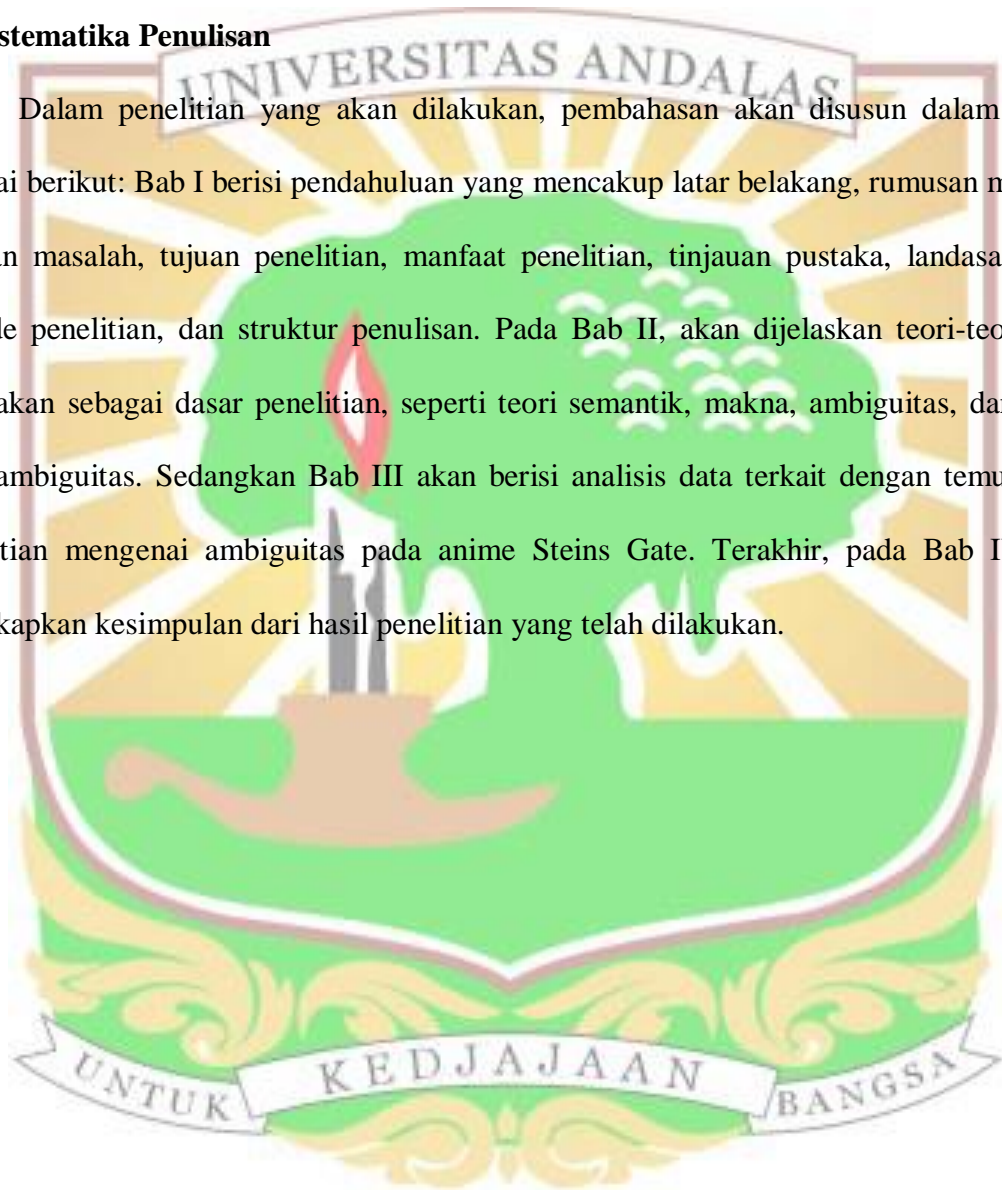 stematika Penulisan
UNIVERSITAS ANDALAS
Dalam penelitian yang akan dilakukan, pembahasan akan disusun dalam
ai berikut: Bab I berisi pendahuluan yang mencakup latar belakang, rumusan m
n masalah, tujuan penelitian, manfaat penelitian, tinjauan pustaka, landasa
le penelitian, dan struktur penulisan. Pada Bab II, akan dijelaskan teori-teo
akan sebagai dasar penelitian, seperti teori semantik, makna, ambiguitas, da
ambiguitas. Sedangkan Bab III akan berisi analisis data terkait dengan temu
tian mengenai ambiguitas pada anime Steins Gate. Terakhir, pada Bab I
kapkan kesimpulan dari hasil penelitian yang telah dilakukan.
UNTUK KEDJAJAAN BANGSA